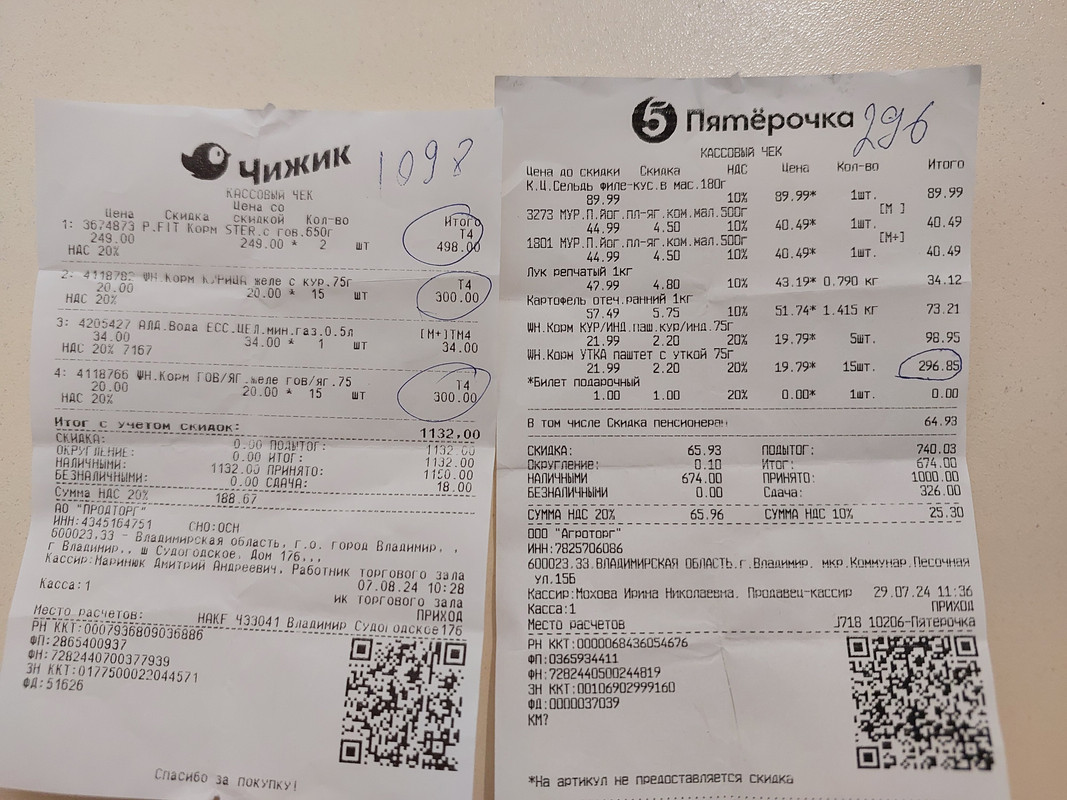 Чижик
1098
КАССОВЫЙ ЧЕК
Цена Скидка Цена со скидкой Кол-во Итого
1: 3674873 P.FIT Корм STER.с гов.650г T4
249.00 249.00 * 2 шт 498.00
НДС 20%
2: 4118782 ФН.Корм К/РИЦА желе с кур.75г T4
20.00 20.00 * 15 шт 300.00
НДС 20%
3: 4205427 АЛА.Вода ЕСС.ЦЕЛ.мин.газ.0.5л [M+]TM4
34.00 34.00 * 1 шт 34.00
НДС 20% 7167
4: 4118766 ФН.Корм ГОВ/ЯГ.желе гов/яг.75 T4
20.00 20.00 * 15 шт 300.00
НДС 20%
Итог с учетом скидок: 1132.00
СКИДКА: 0.00 ПОДЫТОГ: 1132.00
ОКРУГЛЕНИЕ: 0.00 ИТОГ: 1132.00
НАЛИЧНЫМИ: 1132.00 ПРИНЯТО: 1150.00
БЕЗНАЛИЧНЫМИ: 0.00 СДАЧА: 18.00
Сумма НДС 20% 188.67
АО "ПРОДТОРГ"
ИНН:4345164751 СНО:ОСН
600023.33 - Владимирская область, г.о. город Владимир, ,
г Владимир,, ш Судогодское, Дом 176,,,
Кассир:Маринюк Дмитрий Андреевич, Работник торгового зала
07.08.24 10:28
ик торгового зала
Касса:1 ПРИХОД
Место расчетов: НАКF Ч33041 Владимир Судогодское176
РН ККТ:0007936809036886
ФП:2865400937
ФН:7282440700377939
ЗН ККТ:0177500022044571
ФД:51626
Спасибо за покупку!
5 Пятёрочка
296
КАССОВЫЙ ЧЕК
Цена до скидки Скидка НДС Цена Кол-во Итого
К.Ц.Сельдь филе-кус.в мас.180г
89.99 10% 89.99* 1шт. 89.99
3273 МУР.П.йог.пл-яг.ком.мал.500г [M ]
44.99 4.50 10% 40.49* 1шт. 40.49
1801 МУР.П.йог.пл-яг.ком.мал.500г [M+]
44.99 4.50 10% 40.49* 1шт. 40.49
Лук репчатый 1кг
47.99 4.80 10% 43.19* 0.790 кг 34.12
Картофель отеч.ранний 1кг
57.49 5.75 10% 51.74* 1.415 кг 73.21
ФН.Корм КУР/ИНД.паш.кур/инд.75г
21.99 2.20 20% 19.79* 5шт. 98.95
ФН.Корм УТКА паштет с уткой 75г
21.99 2.20 20% 19.79* 15шт. 296.85
*Билет подарочный
1.00 1.00 20% 0.00* 1шт. 0.00
В том числе Скидка пенсионерам 64.93
СКИДКА: 65.93 ПОДЫТОГ: 740.03
Округление: 0.10 Итог: 674.00
НАЛИЧНЫМИ 674.00 ПРИНЯТО: 1000.00
БЕЗНАЛИЧНЫМИ 0.00 Сдача: 326.00
СУММА НДС 20% 65.96 СУММА НДС 10% 25.30
ООО "Агроторг"
ИНН:7825706086
600023.33.ВЛАДИМИРСКАЯ ОБЛАСТЬ.г.Владимир. мкр.Коммунар.Песочная
ул.15Б
Кассир:Мохова Ирина Николаевна. Продавец-кассир 29.07.24 11:36
Касса:1 ПРИХОД
Место расчетов J718 10206-Пятерочка
РН ККТ:0000068436054676
ФП:0365934411
ФН:7282440500244819
ЗН ККТ:00106902999160
ФД:0000037039
КМ?
*На артикул не предоставляется скидка